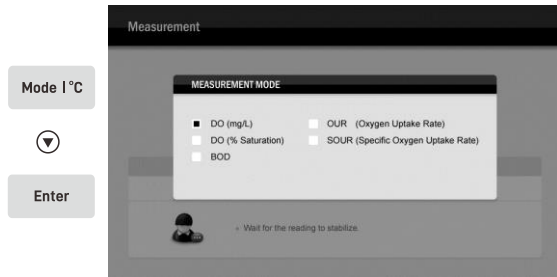 Measurement
Mode | °C
Enter
MEASUREMENT MODE
DO (mg/L)
DO (% Saturation)
BOD
OUR (Oxygen Uptake Rate)
SOUR (Specific Oxygen Uptake Rate)
+ Wait for the reading to stabilize.